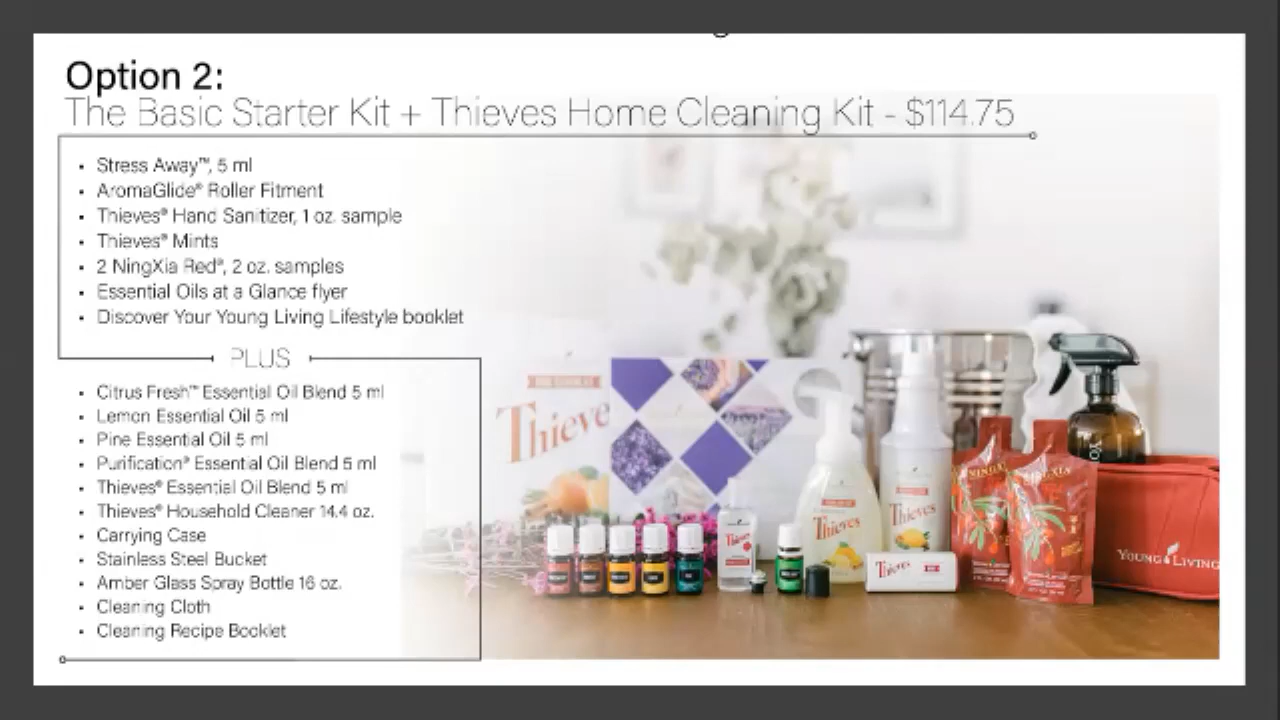 Option 2:
The Basic Starter Kit + Thieves Home Cleaning Kit - $114.75
• Stress Away™, 5 ml
• AromaGlide® Roller Fitment
• Thieves® Hand Sanitizer, 1 oz. sample
• Thieves® Mints
• 2 NingXia Red®, 2 oz. samples
• Essential Oils at a Glance flyer
• Discover Your Young Living Lifestyle booklet
PLUS
• Citrus Fresh™ Essential Oil Blend 5 ml
• Lemon Essential Oil 5 ml
• Pine Essential Oil 5 ml
• Purification® Essential Oil Blend 5 ml
• Thieves® Essential Oil Blend 5 ml
• Thieves® Household Cleaner 14.4 oz.
• Carrying Case
• Stainless Steel Bucket
• Amber Glass Spray Bottle 16 oz.
• Cleaning Cloth
• Cleaning Recipe Booklet
Thieve
Thieves
Thieves
Thieves
YOUNG LIVING